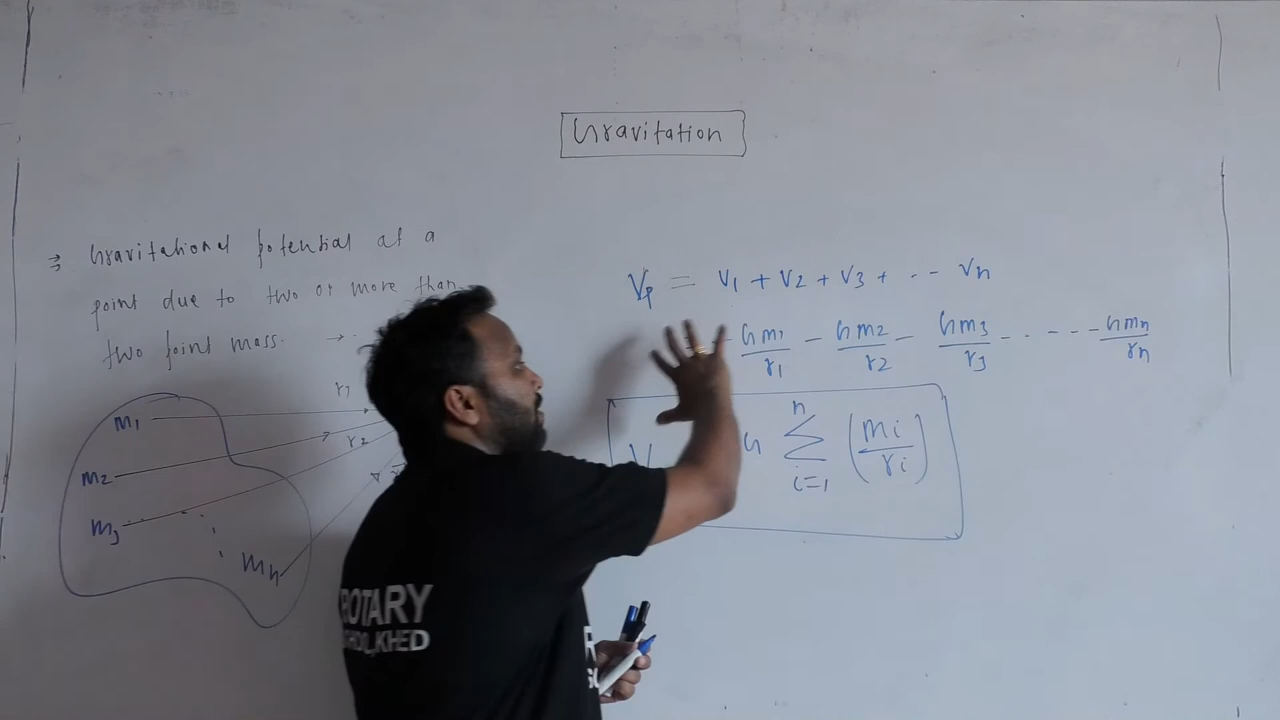 Gravitation
⇒ Gravitational potential at a
point due to two or more than
two point mass. →
r1
m1
r2
m2
m3
mn
Vp = V1 + V2 + V3 + ... Vn
- Gm1/r1 - Gm2/r2 - Gm3/r3 ..... - Gmn/rn
V G n∑i=1 (mi/ri)
ROTARY
KHED